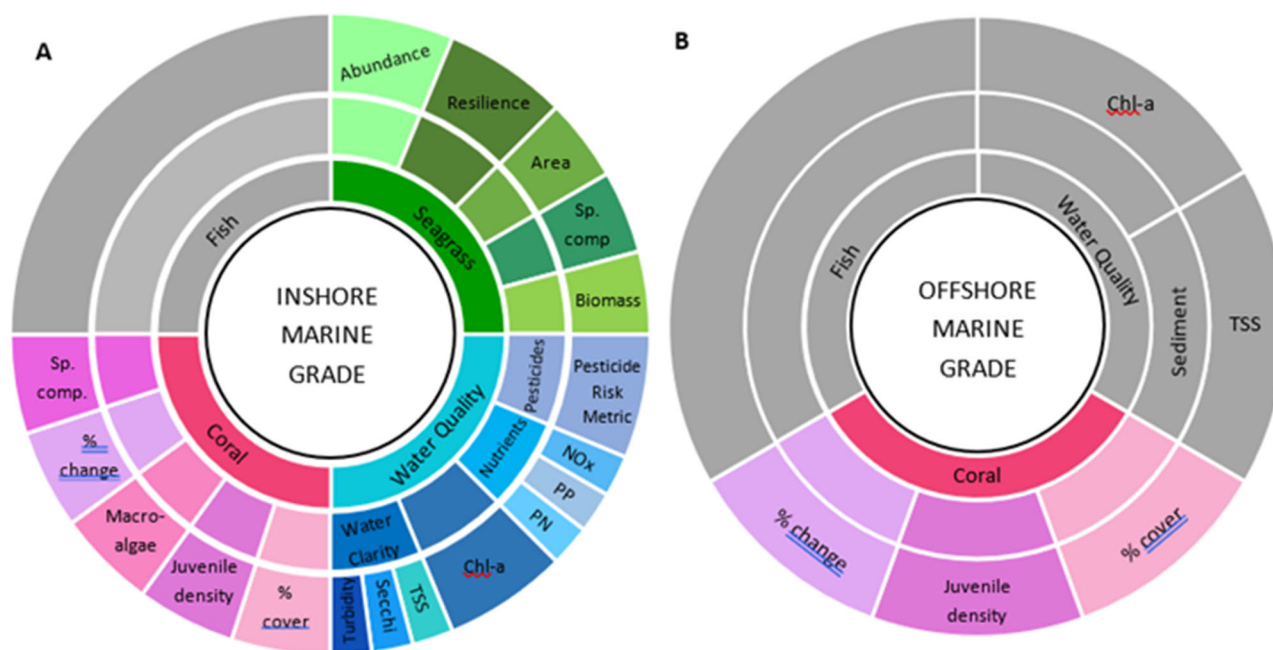 A
Abundance
Resilience
Area
Sp.
comp
Biomass
Fish
Seagrass
INSHORE
MARINE
GRADE
Coral
Water Quality
Pesticides
Pesticide
Risk
Metric
Nutrients
NOx
PP
PN
Water
Clarity
Chl-a
TSS
Secchi
Turbidity
Sp.
comp.
%
change
Macro-
algae
Juvenile
density
%
cover
B
Chl-a
Fish
Water Quality
Sediment
TSS
OFFSHORE
MARINE
GRADE
Coral
% change
Juvenile
density
% cover